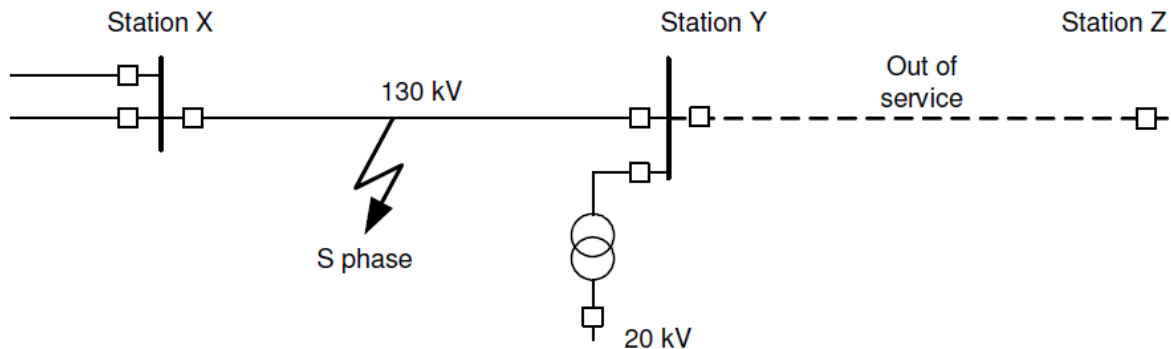 Station X
Station Y
Station Z
130 kV
Out of
service
S phase
20 kV